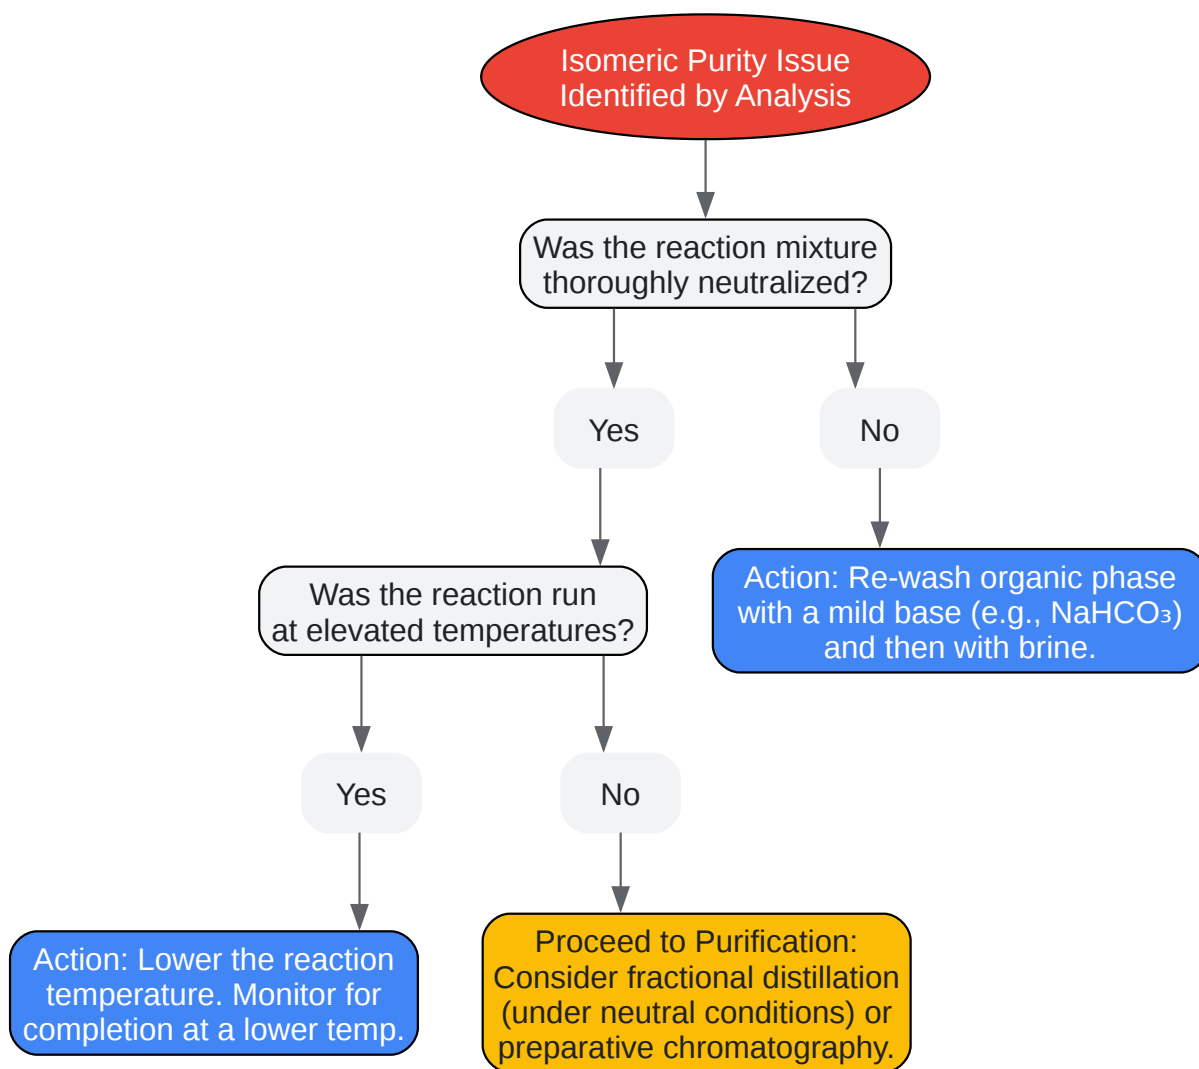 Isomeric Purity Issue
Identified by Analysis
Was the reaction mixture
thoroughly neutralized?
Yes
No
Action: Re-wash organic phase
with a mild base (e.g., NaHCO₃)
and then with brine.
Was the reaction run
at elevated temperatures?
Yes
No
Action: Lower the reaction
temperature. Monitor for
completion at a lower temp.
Proceed to Purification:
Consider fractional distillation
(under neutral conditions) or
preparative chromatography.